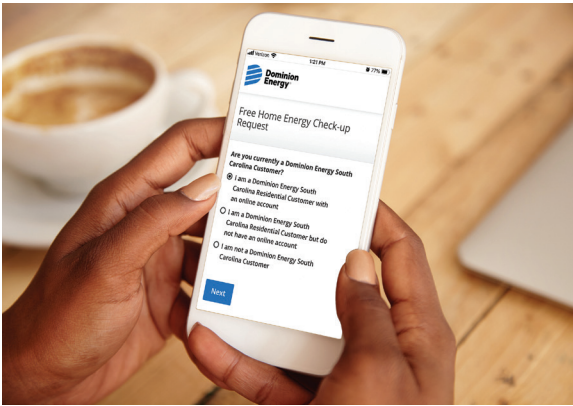 Verizon 1:21 PM 77%
Dominion
Energy®
Free Home Energy Check-up
Request
Are you currently a Dominion Energy South
Carolina Customer?
I am a Dominion Energy South
Carolina Residential Customer with
an online account
I am a Dominion Energy South
Carolina Residential Customer but do
not have an online account
I am not a Dominion Energy South
Carolina Customer
Next